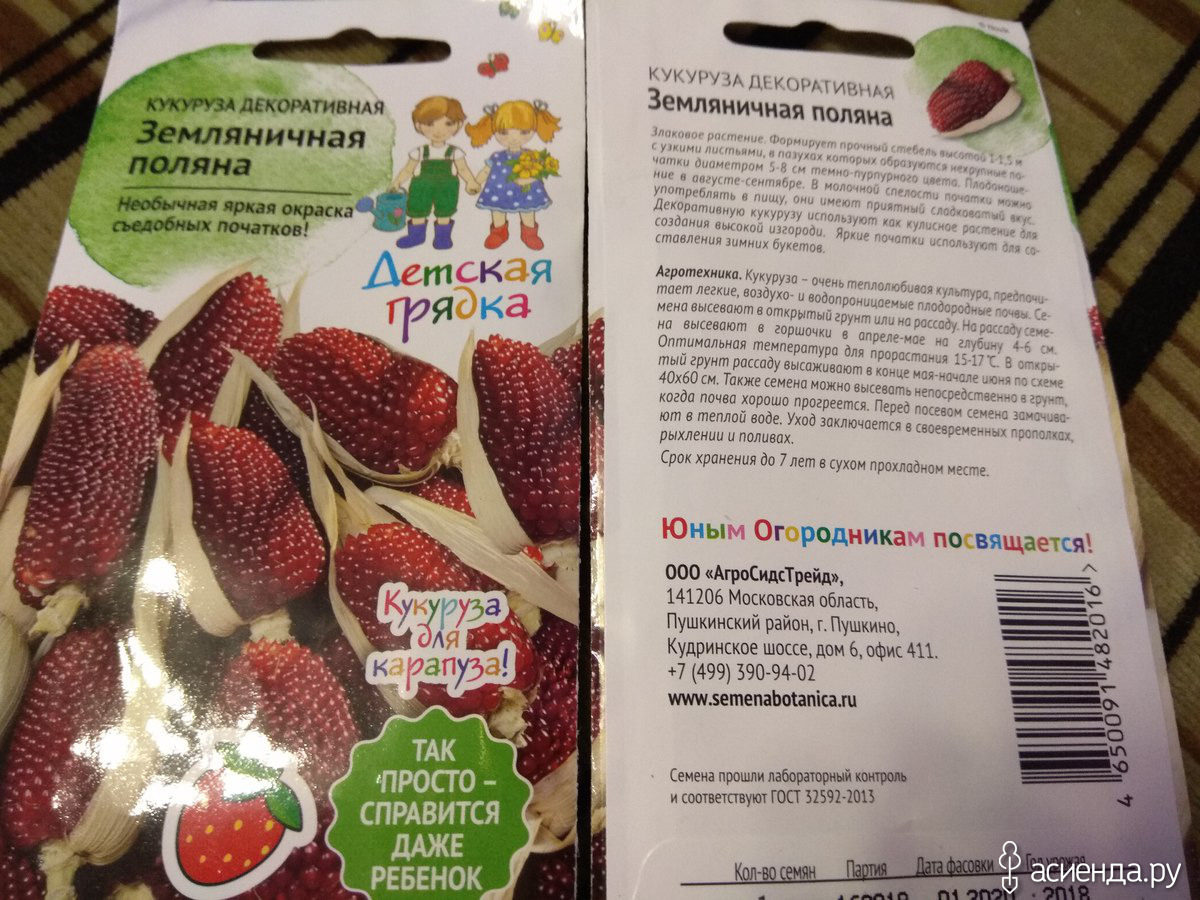 КУКУРУЗА ДЕКОРАТИВНАЯ
Земляничная
поляна
Необычная яркая окраска
съедобных початков!
Детская
грядка
Кукуруза
для
карапуза!
ТАК
ПРОСТО –
СПРАВИТСЯ
ДАЖЕ
РЕБЕНОК
КУКУРУЗА ДЕКОРАТИВНАЯ
Земляничная поляна
Злаковое растение. Формирует прочный стебель высотой 1-1,5 м
с узкими листьями, в пазухах которых образуются некрупные по-
чатки диаметром 5-8 см темно-пурпурного цвета. Плодоноше-
ние в августе-сентябре. В молочной спелости початки можно
употреблять в пищу, они имеют приятный сладковатый вкус.
Декоративную кукурузу используют как кулисное растение для
создания высокой изгороди. Яркие початки используют для со-
ставления зимних букетов.
Агротехника. Кукуруза – очень теплолюбивая культура, предпочи-
тает легкие, воздухо- и водопроницаемые плодородные почвы. Се-
мена высевают в открытый грунт или на рассаду. На рассаду семе-
на высевают в горшочки в апреле-мае на глубину 4-6 см.
Оптимальная температура для прорастания 15-17˚С. В откры-
тый грунт рассаду высаживают в конце мая-начале июня по схеме
40х60 см. Также семена можно высевать непосредственно в грунт,
когда почва хорошо прогреется. Перед посевом семена замачива-
ют в теплой воде. Уход заключается в своевременных прополках,
рыхлении и поливах.
Срок хранения до 7 лет в сухом прохладном месте.
Юным Огородникам посвящается!
ООО «АгроСидсТрейд»,
141206 Московская область,
Пушкинский район, г. Пушкино,
Кудринское шоссе, дом 6, офис 411.
+7 (499) 390-94-02
www.semenabotanica.ru
4 650091 482016 >
Семена прошли лабораторный контроль
и соответствуют ГОСТ 32592-2013
Кол-во семян Партия Дата фасовки Год урожая
01.2020 2018
асиенда.ру